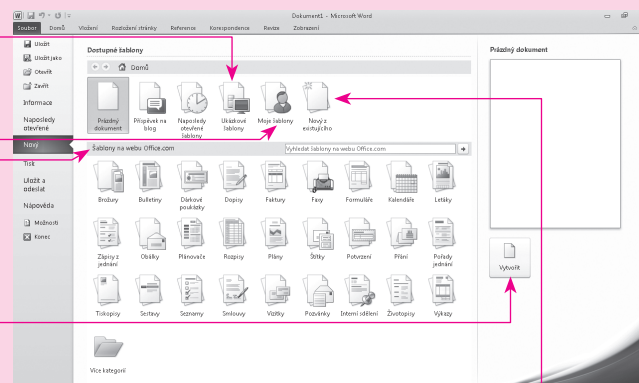 Dokument1 - Microsoft Word
Soubor Domů Vložení Rozložení stránky Reference Korespondence Revize Zobrazení
Uložit
Uložit jako
Otevřít
Zavřít
Informace
Naposledy
otevřené
Nový
Tisk
Uložit a
odeslat
Nápověda
Možnosti
Konec
Dostupné šablony
Domů
Prázdný
dokument
Příspěvek na
blog
Naposledy
otevřené
šablony
Ukázkové
šablony
Moje šablony
Nový z
existujícího
Šablony na webu Office.com
Vyhledat šablony na webu Office.com
Brožury
Bulletiny
Dárkové
poukázky
Dopisy
Faktury
Faxy
Formuláře
Kalendáře
Letáky
Zápisy z
jednání
Obálky
Plánovače
Rozpisy
Plány
Štítky
Potvrzení
Přání
Pořady
jednání
Tiskopisy
Sestavy
Seznamy
Smlouvy
Vizitky
Pozvánky
Interní sdělení
Životopisy
Výkazy
Více kategorií
Prázdný dokument
Vytvořit